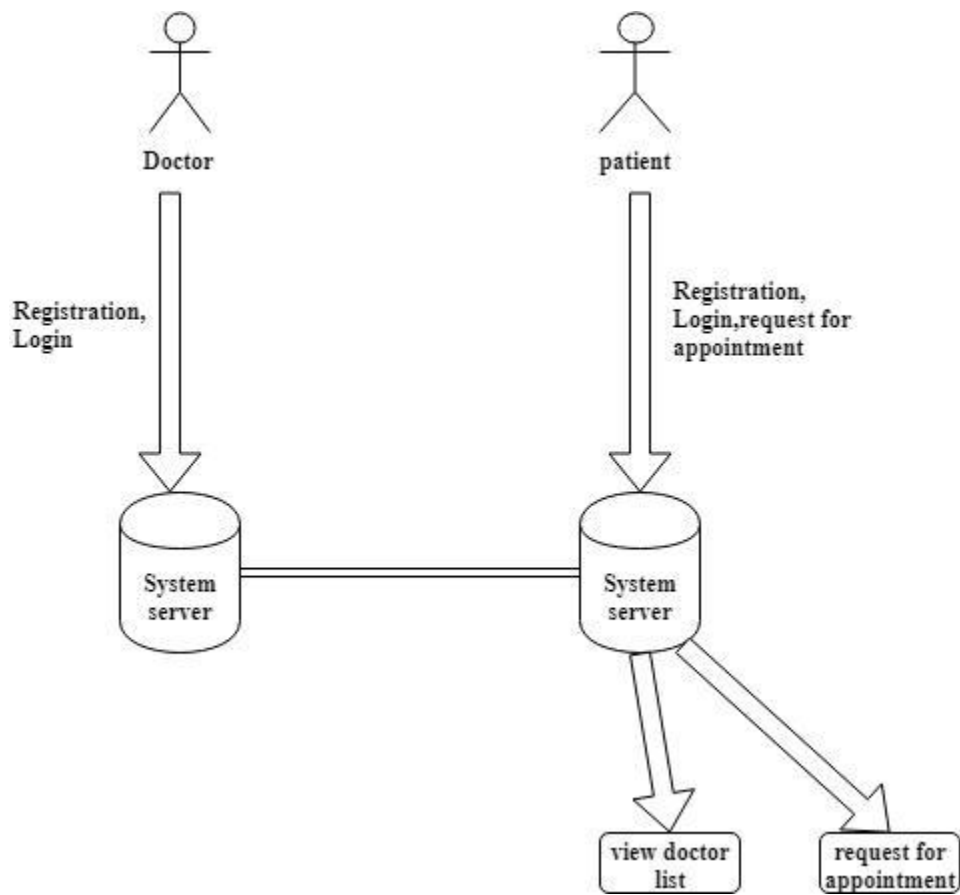 Doctor
patient
Registration,
Login
Registration,
Login,request for
appointment
System
server
System
server
view doctor
list
request for
appointment